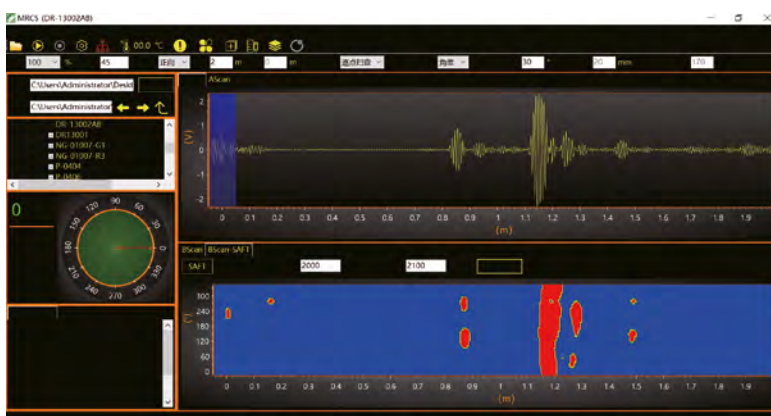 MRCS (DR-13002AB)
00.0 ℃
100 % 45 正向 2 m 0 m 逐点扫查 角度 30 ° 20 mm 170
C:\Users\Administrator\Deskt
C:\Users\Administrator'
DR-13002AB
DR13001
NG-01007-G1
NG-01007-R3
P-0404
P-0406
AScan
(V)
2
1
0
-1
-2
0 0.1 0.2 0.3 0.4 0.5 0.6 0.7 0.8 0.9 1 1.1 1.2 1.3 1.4 1.5 1.6 1.7 1.8 1.9
(m)
0
90
60
30
0
330
300
270
240
210
180
150
120
BScan BScan-SAFT
SAFT 2000 2100
(°)
300
240
180
120
60
0
0 0.1 0.2 0.3 0.4 0.5 0.6 0.7 0.8 0.9 1 1.1 1.2 1.3 1.4 1.5 1.6 1.7 1.8 1.9
(m)